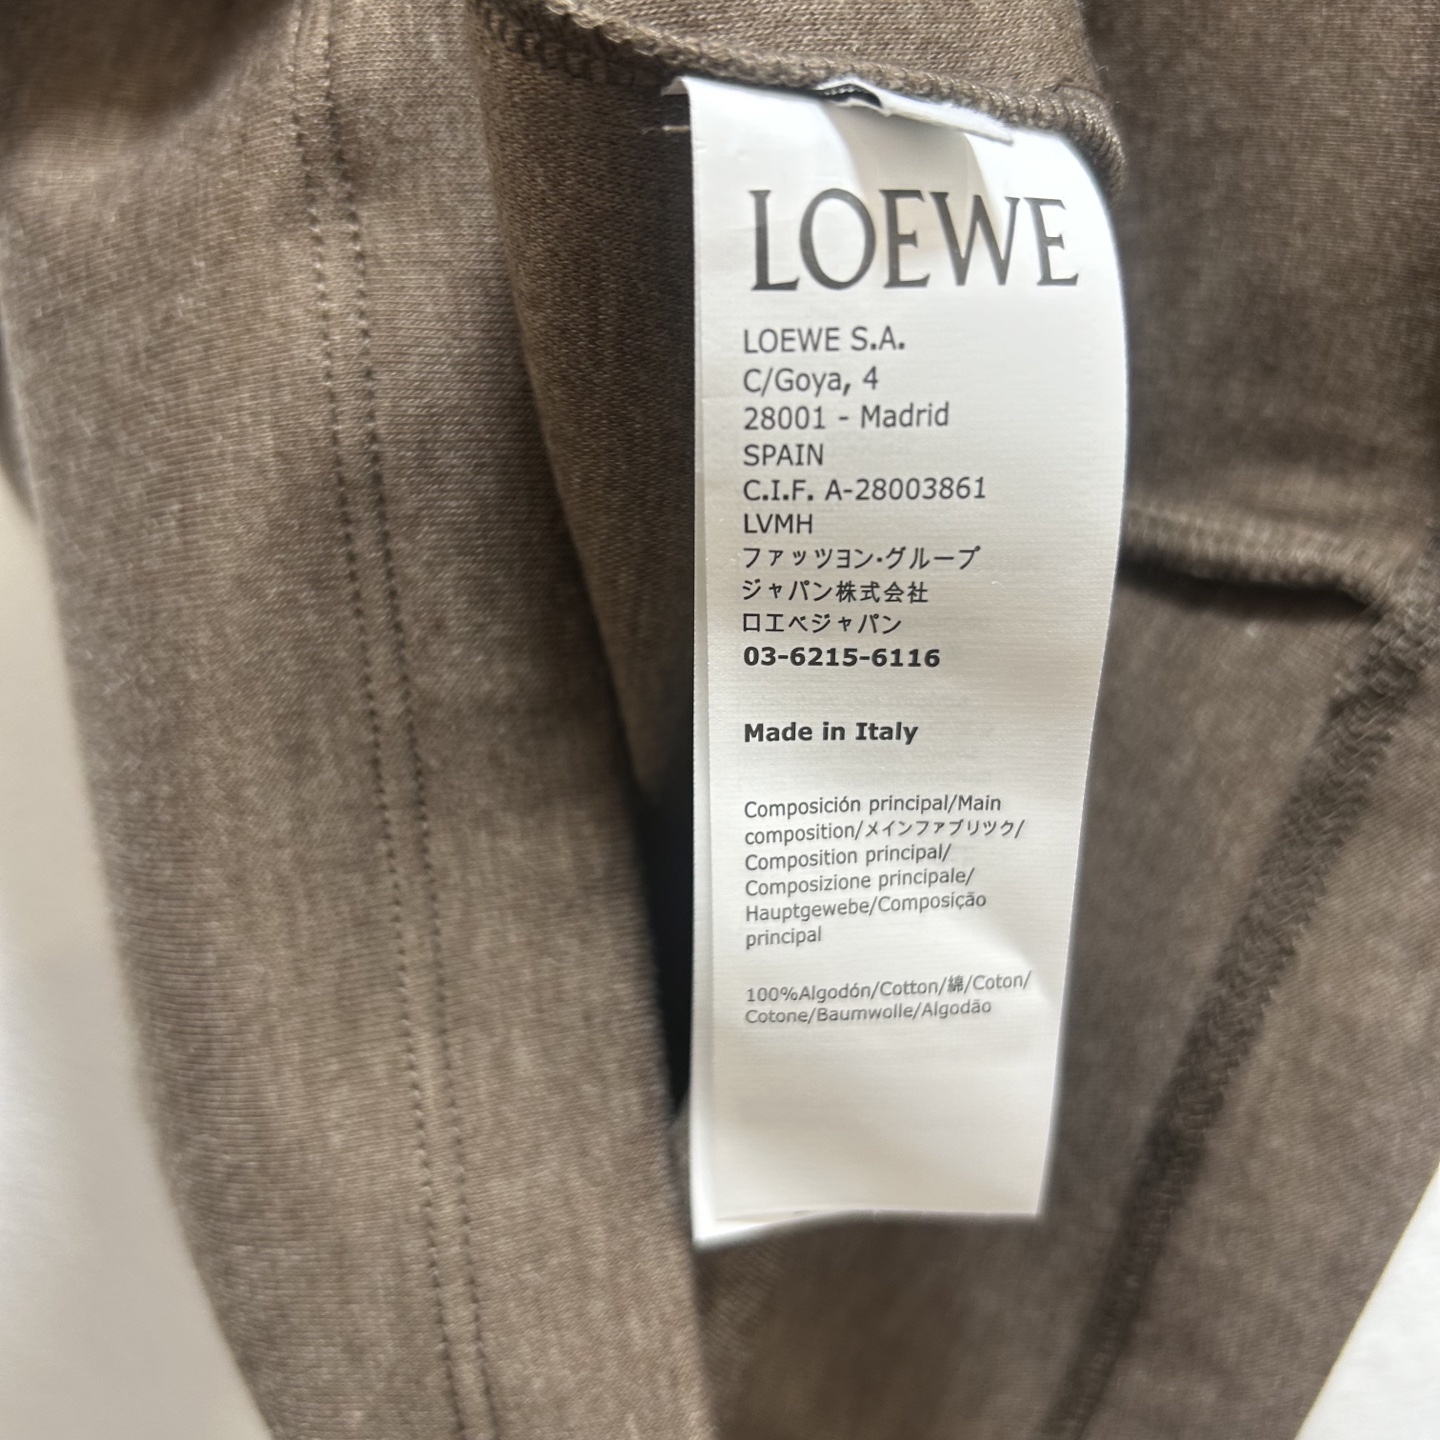 LOEWE
LOEWE S.A.
C/Goya, 4
28001 - Madrid
SPAIN
C.I.F. A-28003861
LVMH
ファッツヨン·グループ
ジャパン株式会社
ロエベジャパン
03-6215-6116
Made in Italy
Composición principal/Main
composition/メインファブリツク/
Composition principal/
Composizione principale/
Hauptgewebe/Composição
principal
100%Algodón/Cotton/綿/Coton/
Cotone/Baumwolle/Algodão